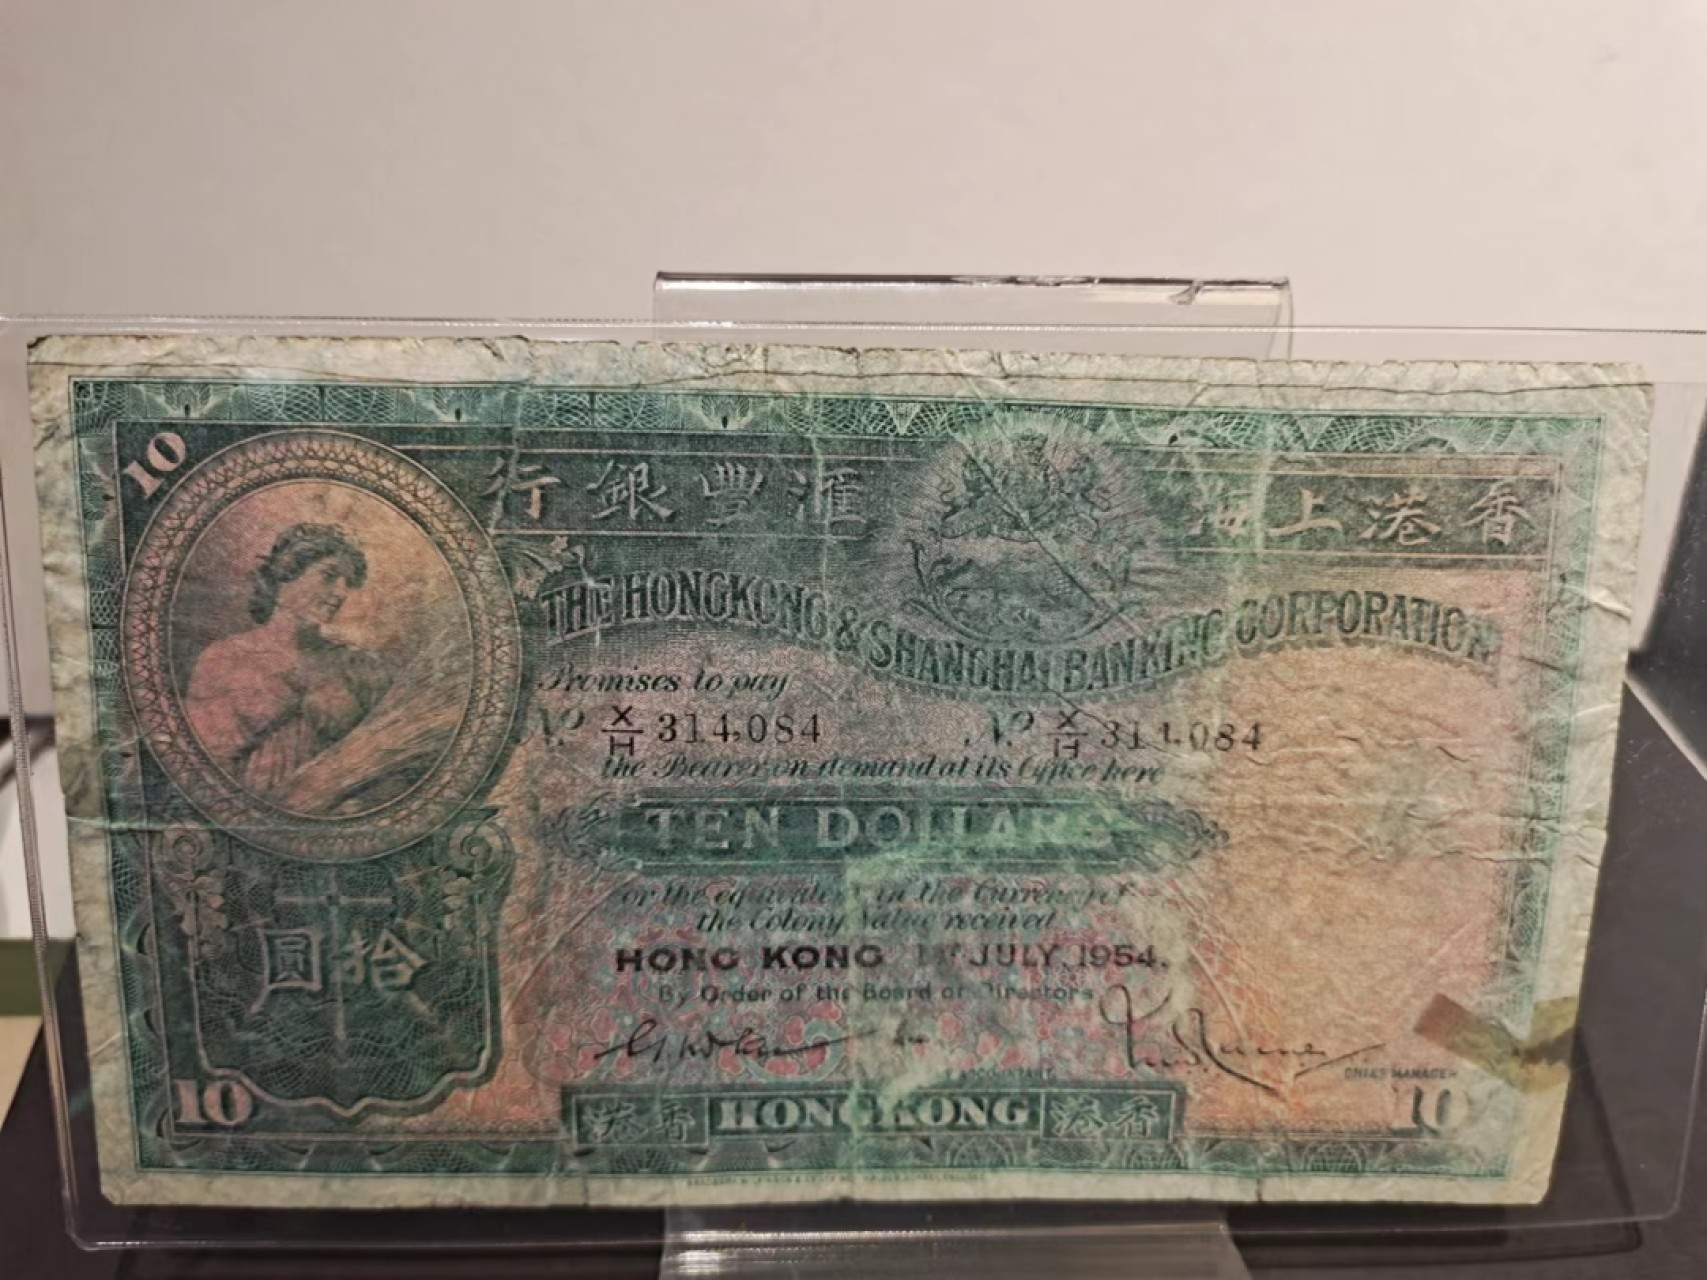 10
行銀豐滙
海上港香
THE HONGKONG & SHANGHAI BANKING CORPORATION
Promises to pay
No X/H 314,084 No X/H 314,084
the Bearer on demand at its Office here
TEN DOLLARS
or the equivalent in the Currency of
the Colony Value received
HONG KONG 1ST JULY, 1954.
By Order of the Board of Directors
圓拾
ACCOUNTANT
CHIEF MANAGER
10
港香 HONGKONG 港香
10